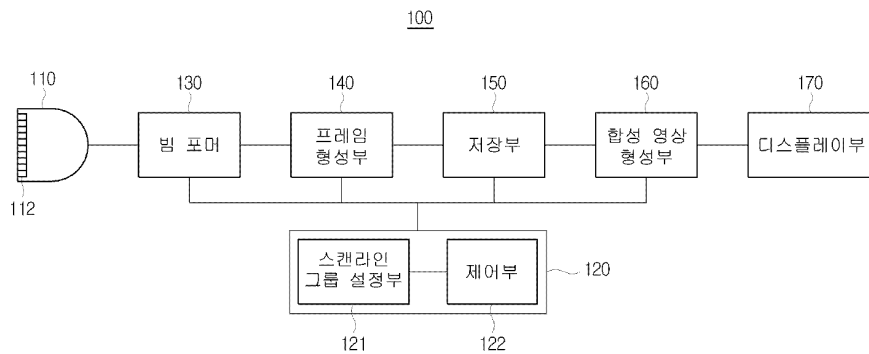 100
110
130
140
150
160
170
빔 포머
프레임
형성부
저장부
합성 영상
형성부
디스플레이부
112
스캔라인
그룹 설정부
제어부
120
121
122